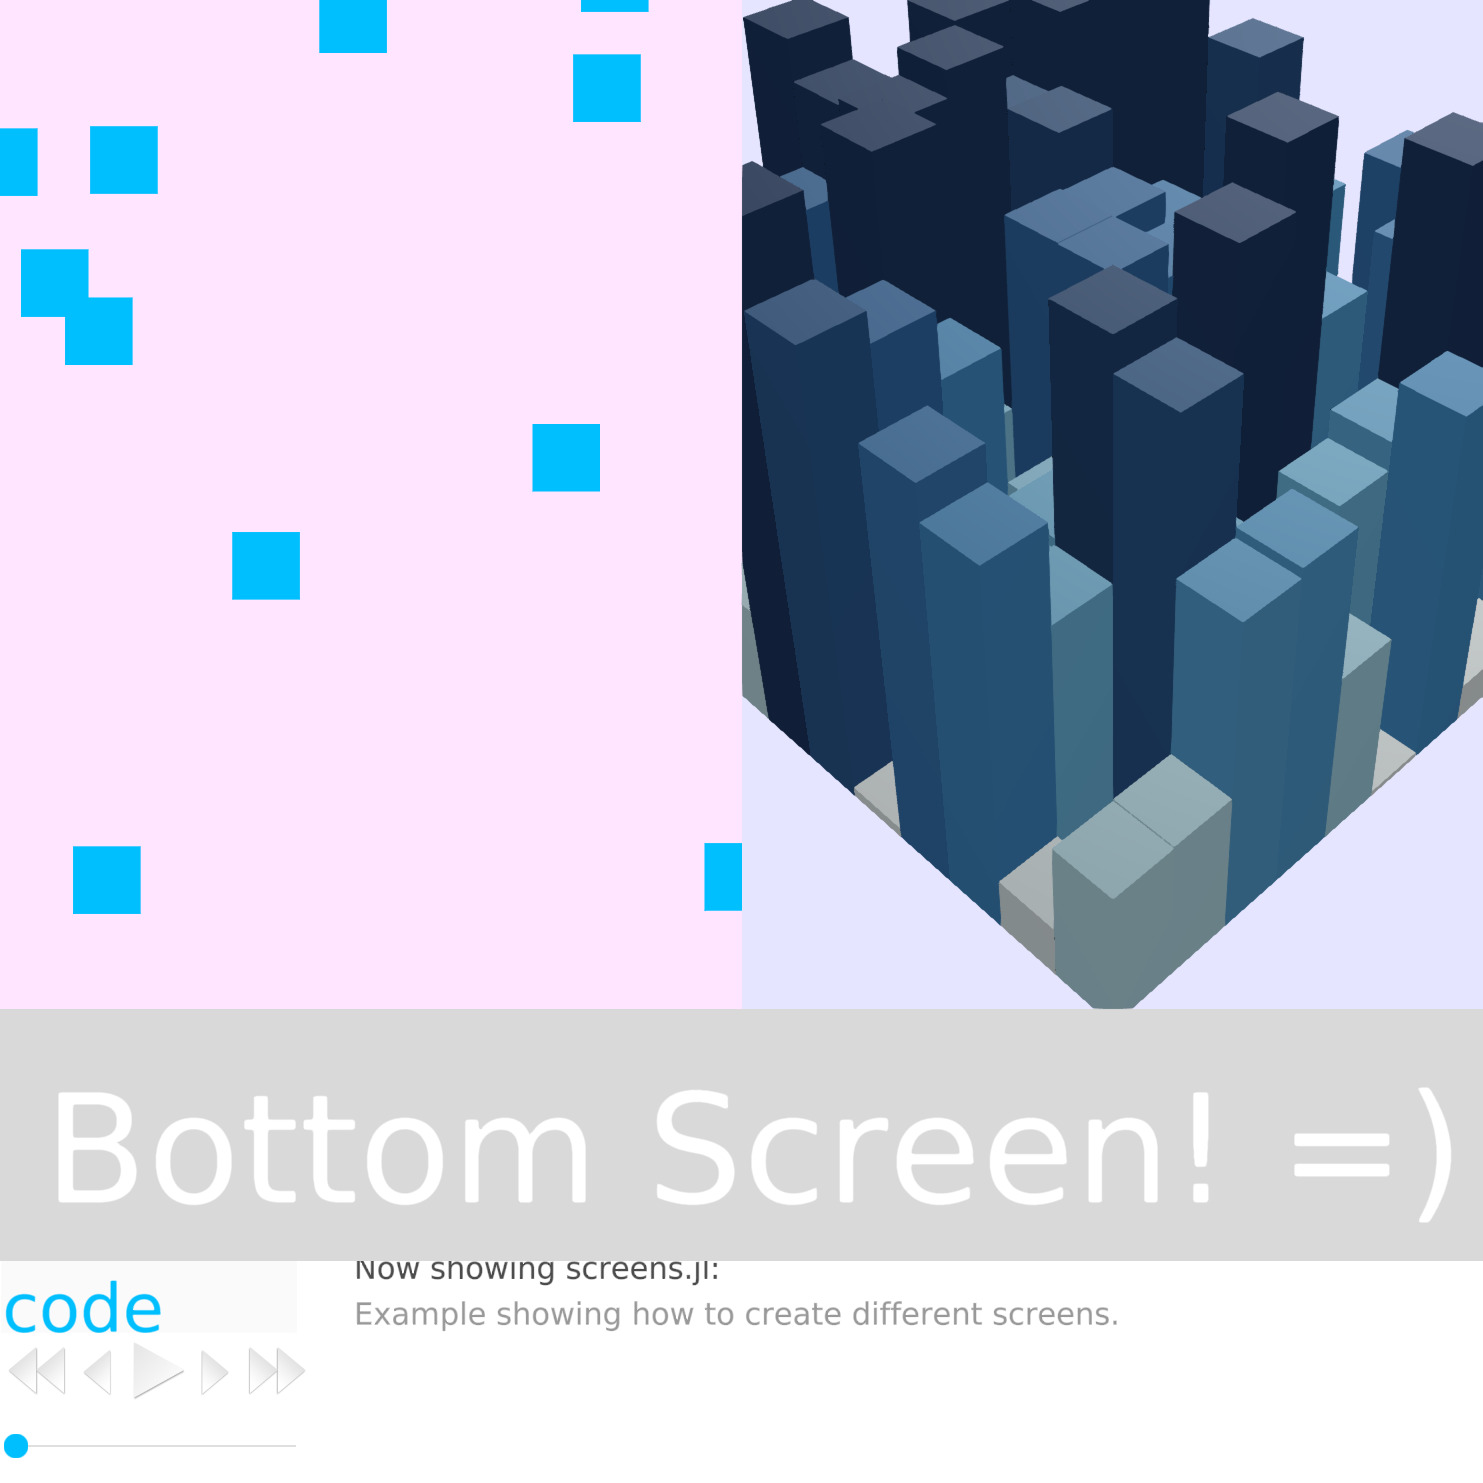 Bottom Screen! =)
Now showing screens.jl:
code
Example showing how to create different screens.